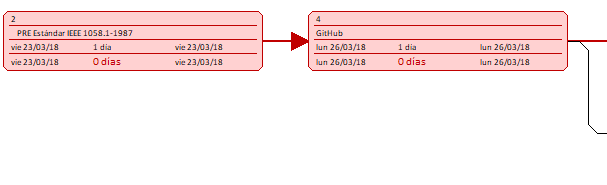 2
PRE Estándar IEEE 1058.1-1987
vie 23/03/18 1 día vie 23/03/18
vie 23/03/18 0 días vie 23/03/18
4
GitHub
lun 26/03/18 1 día lun 26/03/18
lun 26/03/18 0 días lun 26/03/18